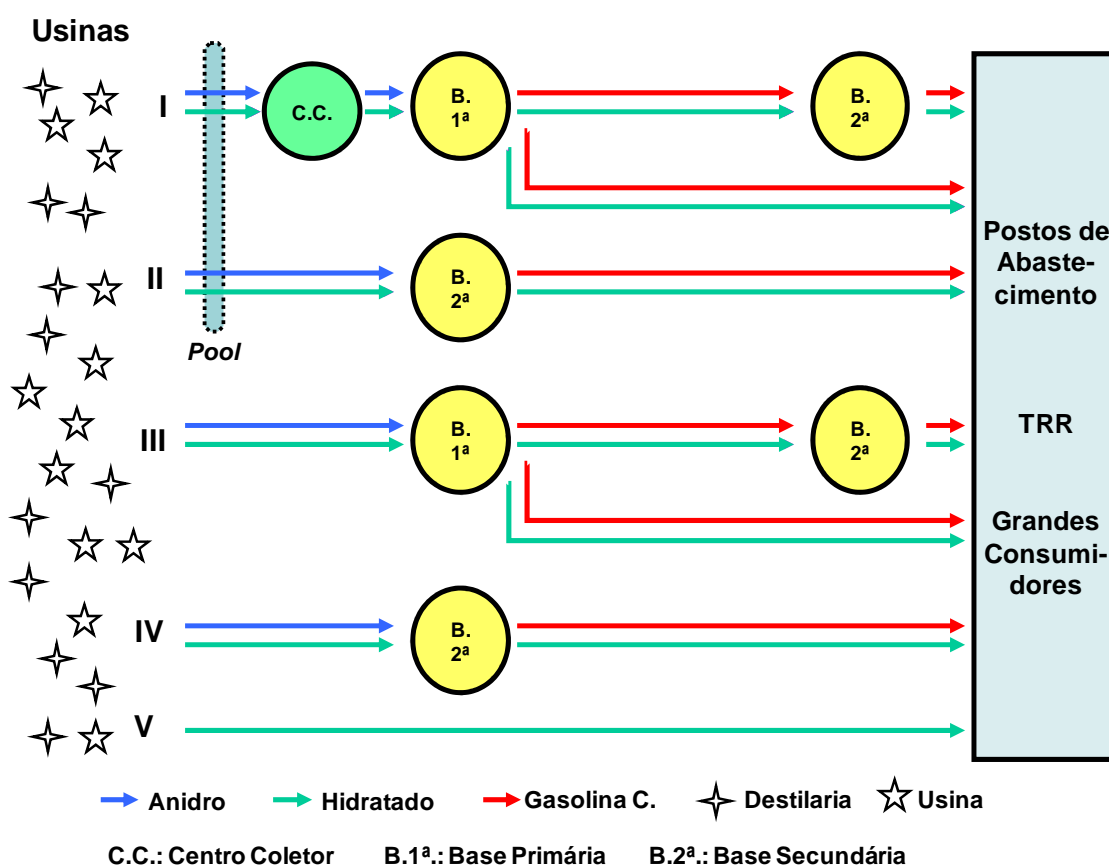 Usinas
I
C.C.
B.
1ª
B.
2ª
II
B.
2ª
Pool
III
B.
1ª
B.
2ª
IV
B.
2ª
V
Postos de
Abaste-
cimento
TRR
Grandes
Consumi-
dores
Anidro Hidratado Gasolina C. Destilaria Usina
C.C.: Centro Coletor B.1ª.: Base Primária B.2ª.: Base Secundária